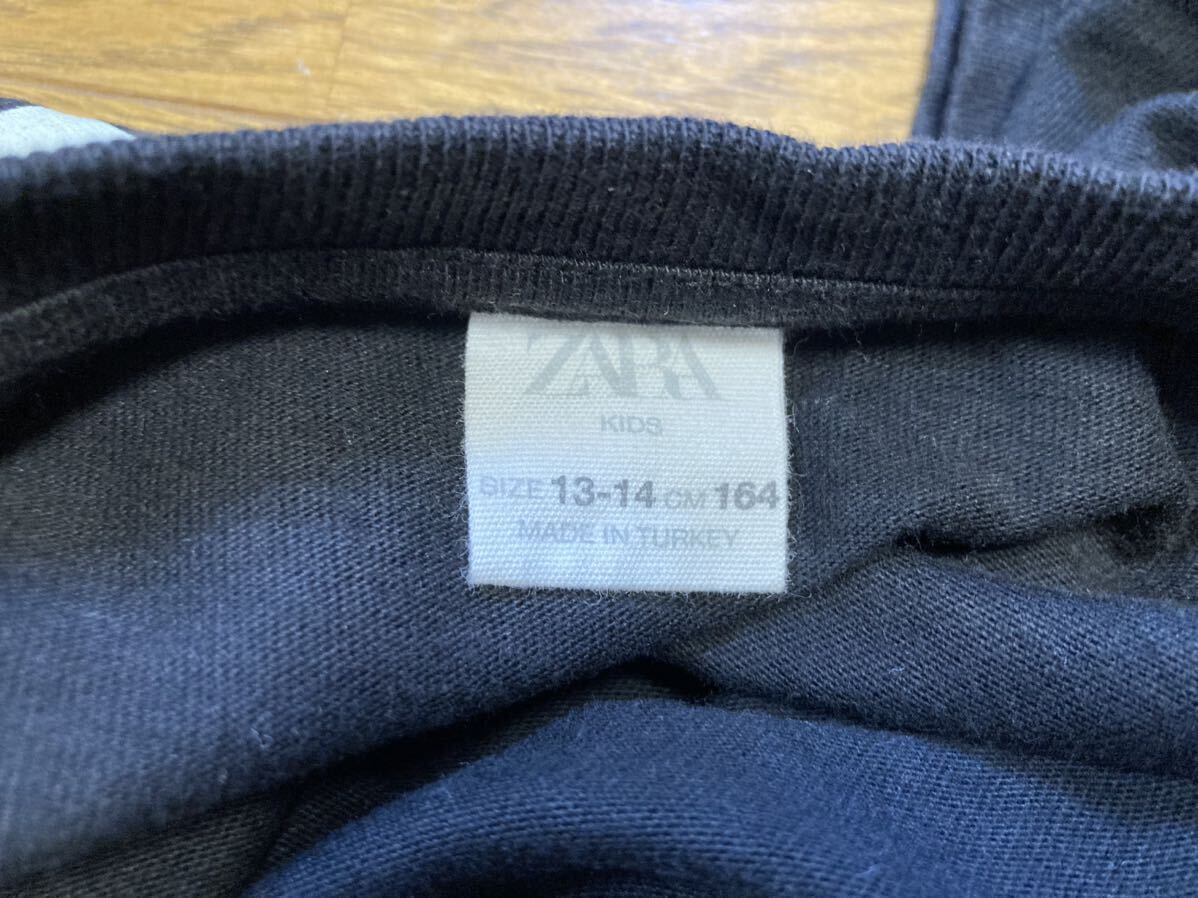 ZARA
KIDS
SIZE 13-14 CM 164
MADE IN TURKEY